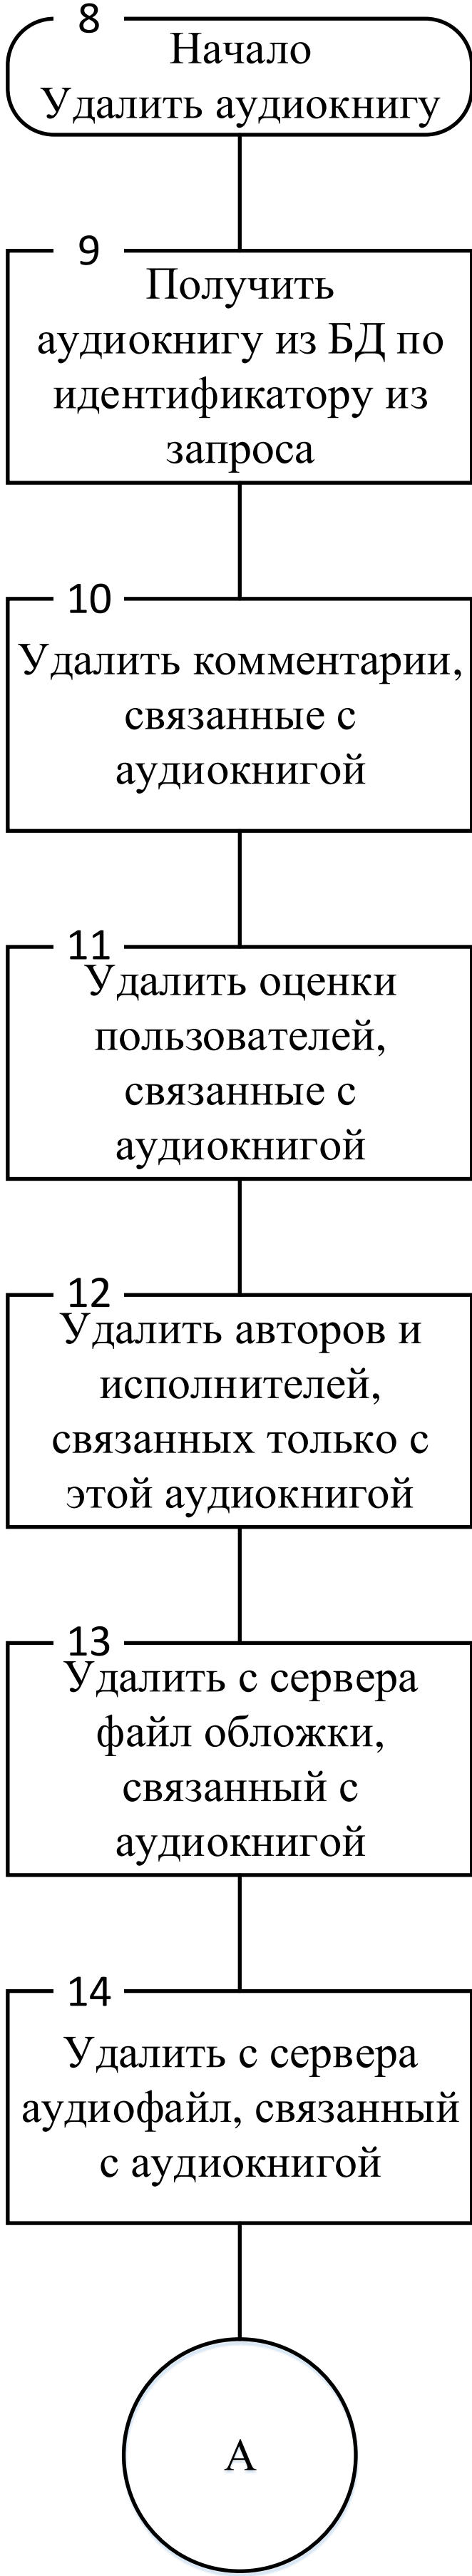 8
Начало
Удалить аудиокнигу
9
Получить
аудиокнигу из БД по
идентификатору из
запроса
10
Удалить комментарии,
связанные с
аудиокнигой
11
Удалить оценки
пользователей,
связанные с
аудиокнигой
12
Удалить авторов и
исполнителей,
связанных только с
этой аудиокнигой
13
Удалить с сервера
файл обложки,
связанный с
аудиокнигой
14
Удалить с сервера
аудиофайл, связанный
с аудиокнигой
А